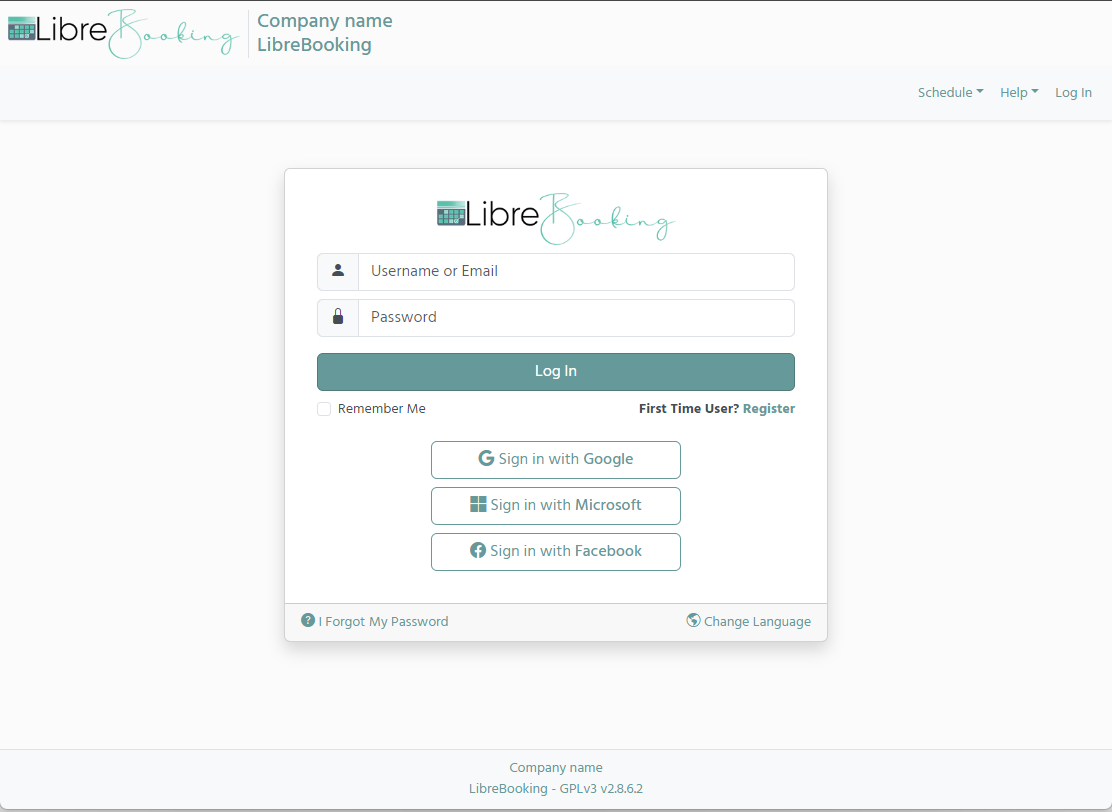 LibreBooking
Company name
LibreBooking
Schedule Help Log In
LibreBooking
Username or Email
Password
Log In
Remember Me First Time User? Register
Sign in with Google
Sign in with Microsoft
Sign in with Facebook
I Forgot My Password Change Language
Company name
LibreBooking - GPLv3 v2.8.6.2